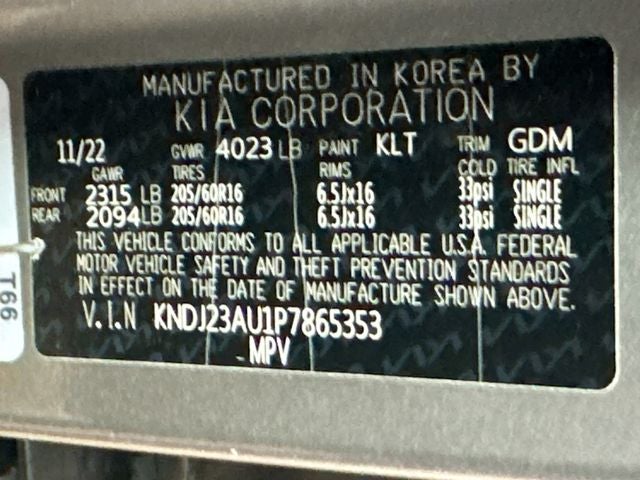 MANUFACTURED IN KOREA BY
KIA CORPORATION
11/22 GVWR 4023 LB PAINT KLT TRIM GDM
GAWR TIRES RIMS COLD TIRE INFL
FRONT 2315 LB 205/60R16 6.5Jx16 33psi SINGLE
REAR 2094 LB 205/60R16 6.5Jx16 33psi SINGLE
THIS VEHICLE CONFORMS TO ALL APPLICABLE U.S.A. FEDERAL
MOTOR VEHICLE SAFETY AND THEFT PREVENTION STANDARDS
IN EFFECT ON THE DATE OF MANUFACTURE SHOWN ABOVE.
V.I.N KNDJ23AU1P7865353
MPV
T66